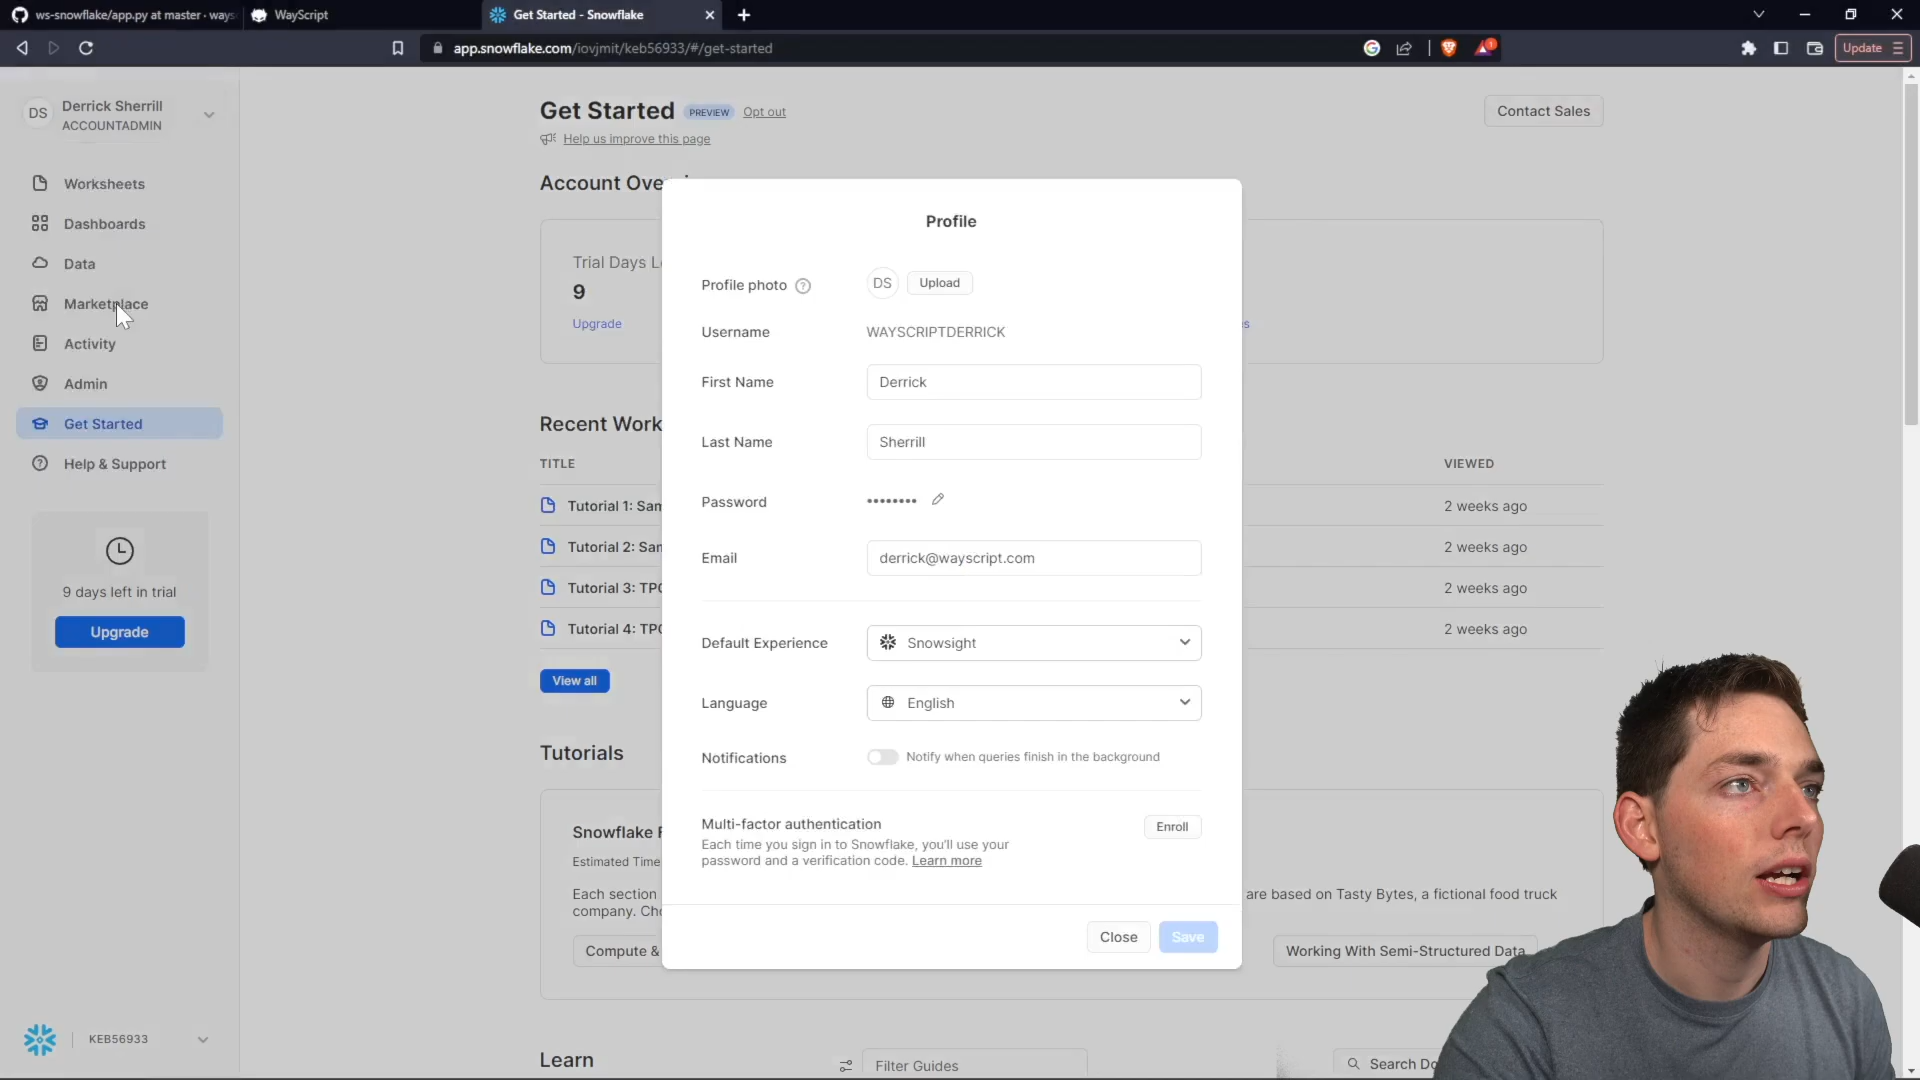 ws-snowflake/app.py at master · ways
WayScript
Get Started - Snowflake
app.snowflake.com/iovjmit/keb56933/#/get-started
Update
DS
Derrick Sherrill
ACCOUNTADMIN
Worksheets
Dashboards
Data
Marketplace
Activity
Admin
Get Started
Help & Support
9 days left in trial
Upgrade
KEB56933
Get Started
PREVIEW
Opt out
Help us improve this page
Contact Sales
Account Ove
Trial Days L
9
Upgrade
s
Recent Work
TITLE
VIEWED
Tutorial 1: Sam
2 weeks ago
Tutorial 2: Sam
2 weeks ago
Tutorial 3: TPC
2 weeks ago
Tutorial 4: TPC
2 weeks ago
View all
Tutorials
Snowflake F
Estimated Time
Each section
are based on Tasty Bytes, a fictional food truck
company. Che
Compute &
Working With Semi-Structured Data
Learn
Filter Guides
Search Do
Profile
Profile photo
?
DS
Upload
Username
WAYSCRIPTDERRICK
First Name
Derrick
Last Name
Sherrill
Password
••••••••
Email
derrick@wayscript.com
Default Experience
Snowsight
Language
English
Notifications
Notify when queries finish in the background
Multi-factor authentication
Enroll
Each time you sign in to Snowflake, you'll use your
password and a verification code. Learn more
Close
Save